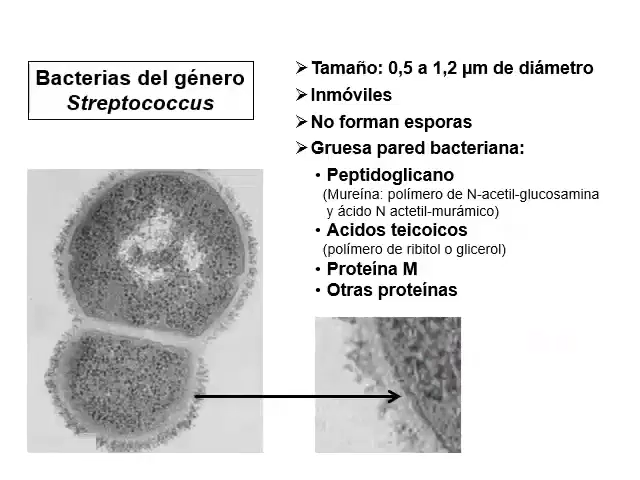 Bacterias del género
Streptococcus
➢Tamaño: 0,5 a 1,2 µm de diámetro
➢Inmóviles
➢No forman esporas
➢Gruesa pared bacteriana:
• Peptidoglicano
(Mureína: polímero de N-acetil-glucosamina
y ácido N actetil-murámico)
• Acidos teicoicos
(polímero de ribitol o glicerol)
• Proteína M
• Otras proteínas